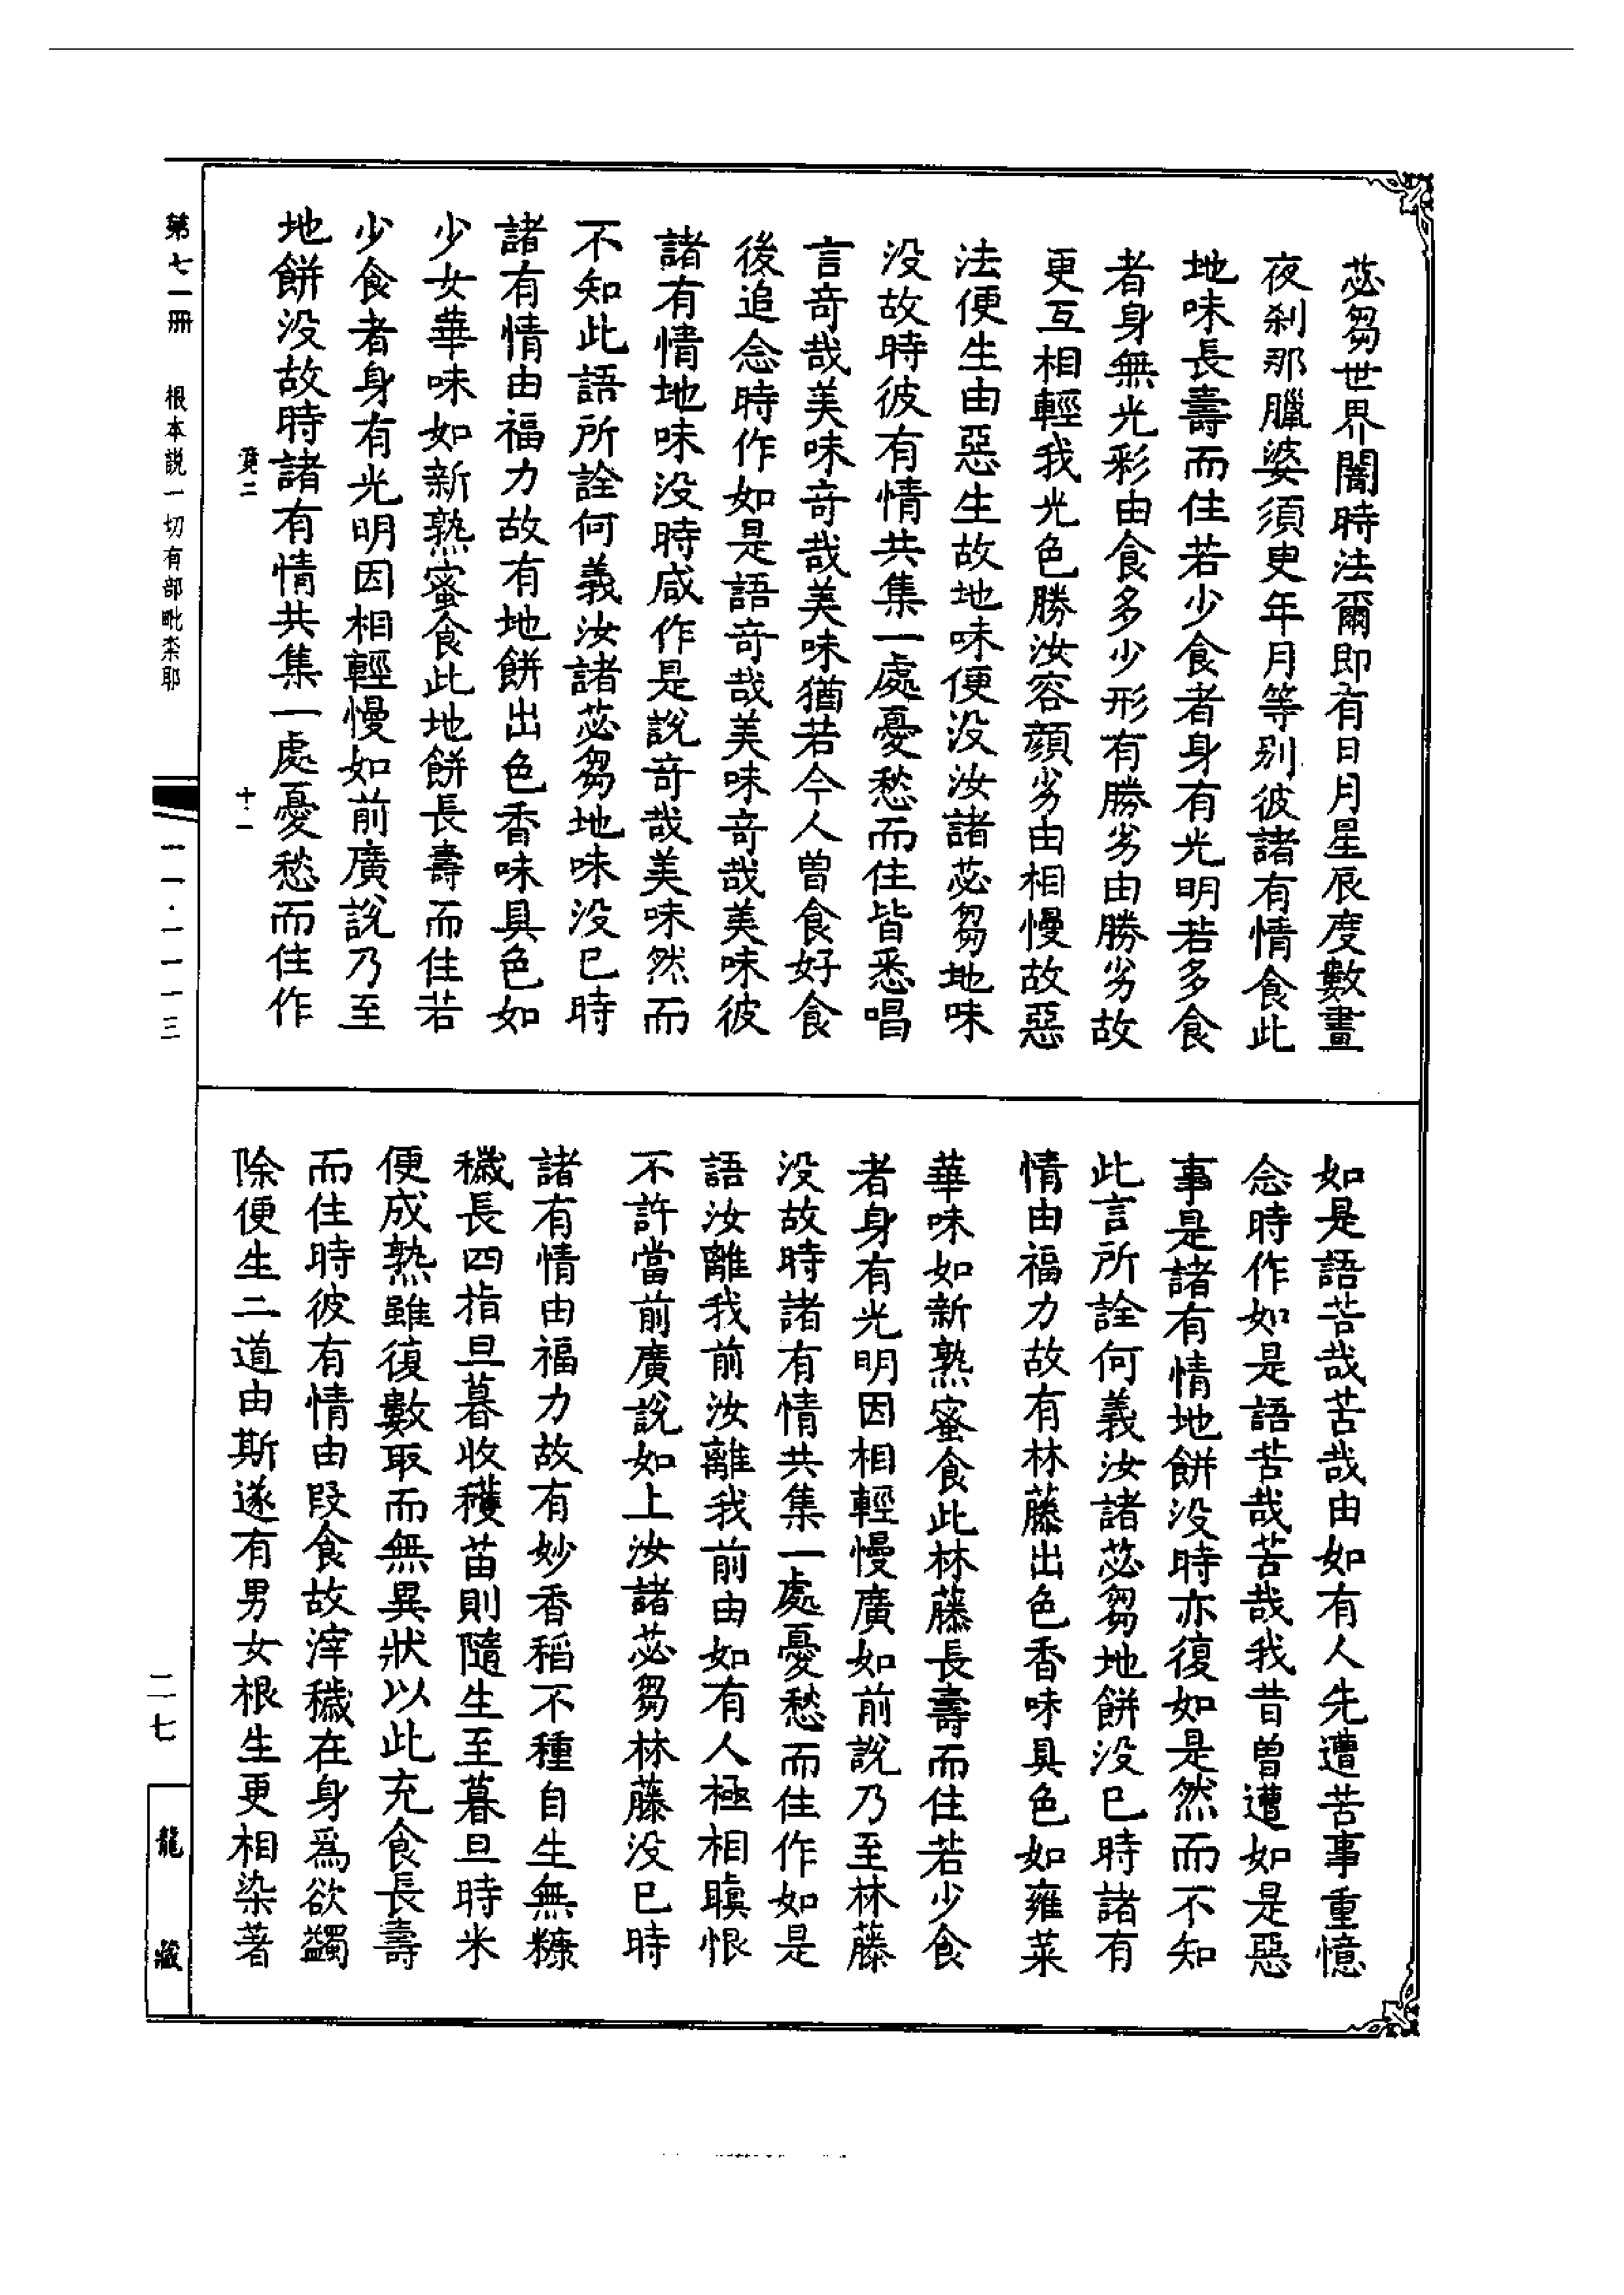 苾芻世界闇時法爾即有日月星辰度數晝
夜刹那臘婆須更年月等别彼諸有情食此
地味長壽而住若少食者身有光明若多食
者身無光彩由食多少形有勝劣由勝劣故
更互相輕我光色勝汝容顔劣由相慢故惡
法便生由惡生故地味便没汝諸苾芻地味
没故時彼有情共集一處憂愁而住皆悉唱
言奇哉美味奇哉美味猶若今人曽食好食
後追念時作如是語奇哉美味奇哉美味彼
諸有情地味没時咸作是說奇哉美味然而
不知此語所詮何義汝諸苾芻地味没已時
諸有情由福力故有地餅出色香味具色如
少女華味如新熟蜜食此地餅長壽而住若
少食者身有光明因相輕慢如前廣說乃至
地餅没故時諸有情共集一處憂愁而住作
如是語苦哉苦哉由如有人先遭苦事重憶
念時作如是語苦哉苦哉我昔曽遭如是惡
事是諸有情地餅没時亦復如是然而不知
此言所詮何義汝諸苾芻地餅没已時諸有
情由福力故有林藤出色香味具色如雍菜
華味如新熟蜜食此林藤長壽而住若少食
者身有光明因相輕慢廣如前說乃至林藤
没故時諸有情共集一處憂愁而住作如是
語汝離我前汝離我前由如有人極相瞋恨
不許當前廣說如上汝諸苾芻林藤没已時
諸有情由福力故有妙香稻不種自生無糠
穢長四指旦暮收穫苗則隨生至暮旦時米
便成熟雖復數取而無異狀以此充食長壽
而住時彼有情由段食故滓穢在身爲欲蠲
除便生二道由斯遂有男女根生更相染著
第七一册
根本説一切有部毗柰耶
二
十一
一一·一一一三
二一七
龍藏